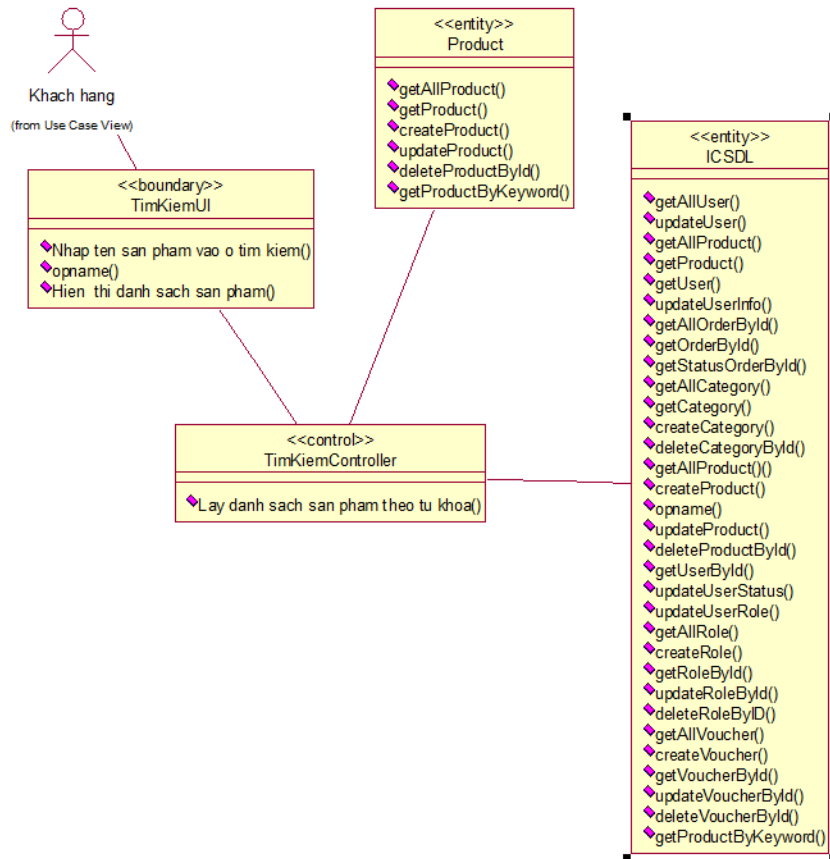 Khach hang
(from Use Case View)
<<boundary>>
TimKiemUI
Nhap ten san pham vao o tim kiem()
opname()
Hien thi danh sach san pham()
<<entity>>
Product
getAllProduct()
getProduct()
createProduct()
updateProduct()
deleteProductById()
getProductByKeyword()
<<control>>
TimKiemController
Lay danh sach san pham theo tu khoa()
<<entity>>
ICSDL
getAllUser()
updateUser()
getAllProduct()
getProduct()
getUser()
updateUserInfo()
getAllOrderById()
getOrderById()
getStatusOrderById()
getAllCategory()
getCategory()
createCategory()
deleteCategoryById()
getAllProduct()()
createProduct()
opname()
updateProduct()
deleteProductById()
getUserById()
updateUserStatus()
updateUserRole()
getAllRole()
createRole()
getRoleById()
updateRoleById()
deleteRoleByID()
getAllVoucher()
createVoucher()
getVoucherById()
updateVoucherById()
deleteVoucherById()
getProductByKeyword()